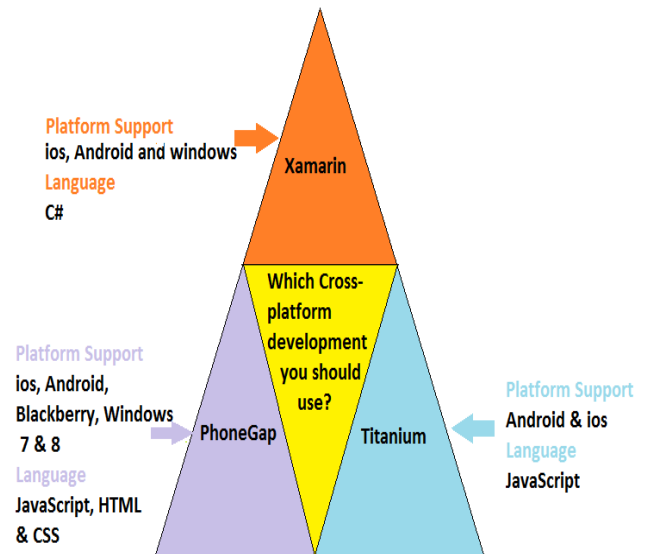 Platform Support
ios, Android and windows
Language
C#
Xamarin
Which Cross-
platform
development
you should
use?
Platform Support
ios, Android,
Blackberry, Windows
7 & 8
Language
JavaScript, HTML
& CSS
PhoneGap
Titanium
Platform Support
Android & ios
Language
JavaScript